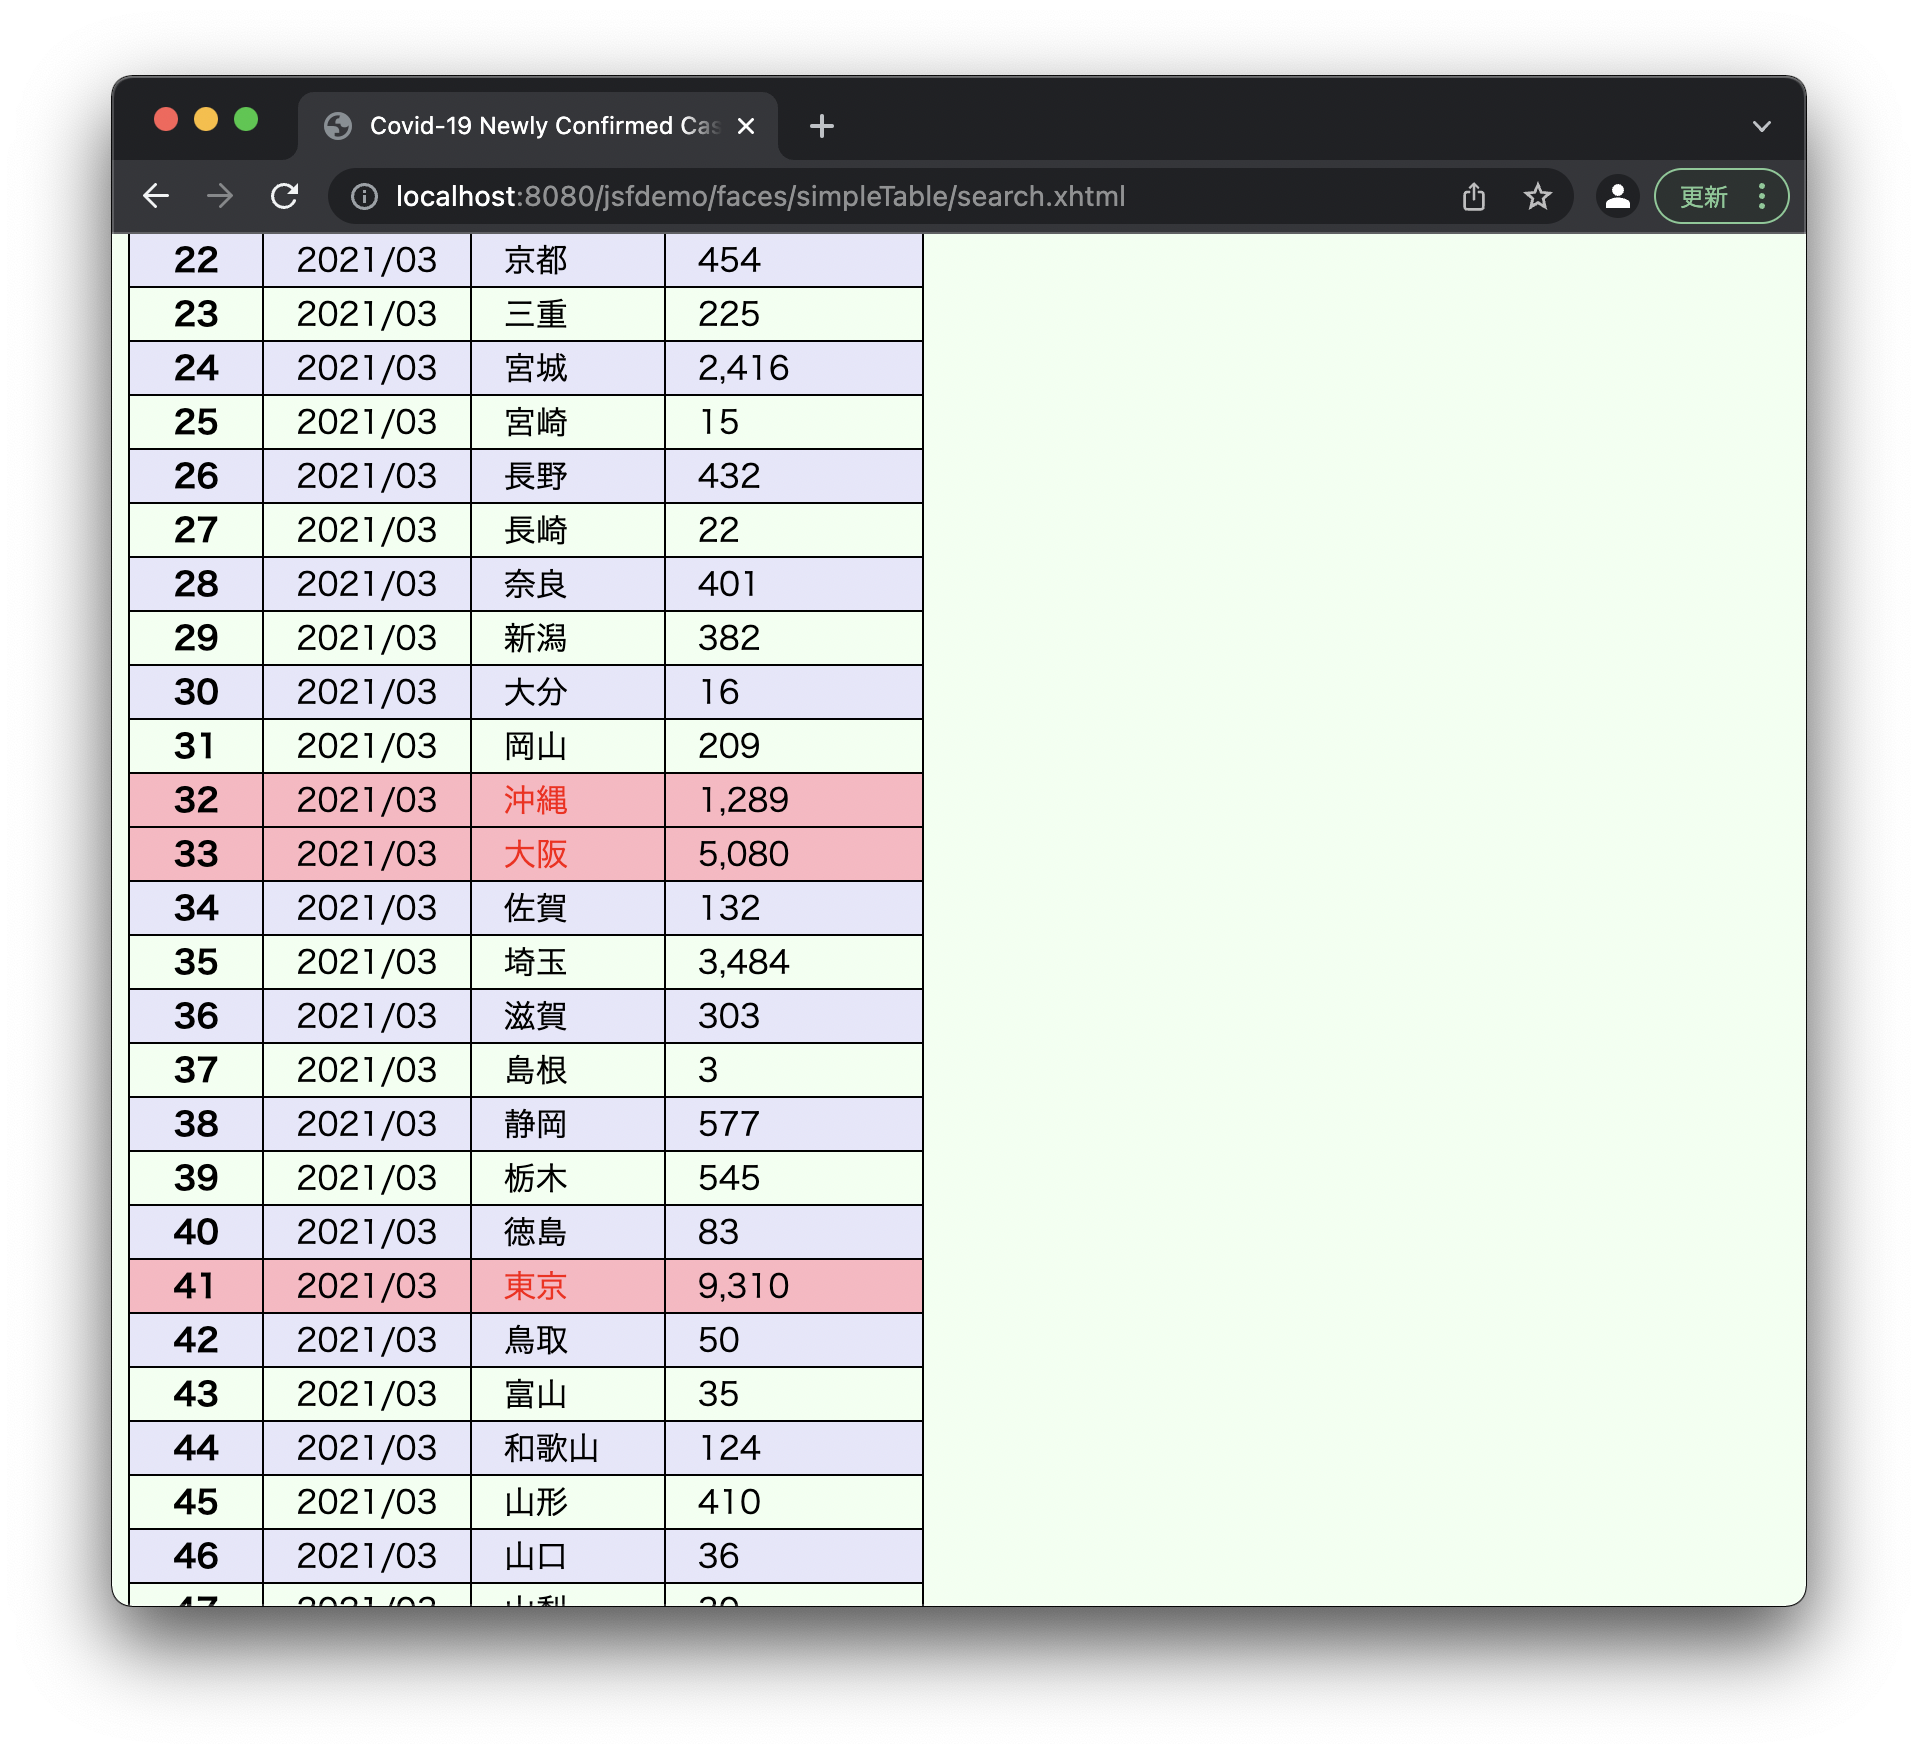 Covid-19 Newly Confirmed Cas
localhost:8080/jsfdemo/faces/simpleTable/search.xhtml 更新
22 2021/03 京都 454
23 2021/03 三重 225
24 2021/03 宮城 2,416
25 2021/03 宮崎 15
26 2021/03 長野 432
27 2021/03 長崎 22
28 2021/03 奈良 401
29 2021/03 新潟 382
30 2021/03 大分 16
31 2021/03 岡山 209
32 2021/03 沖縄 1,289
33 2021/03 大阪 5,080
34 2021/03 佐賀 132
35 2021/03 埼玉 3,484
36 2021/03 滋賀 303
37 2021/03 島根 3
38 2021/03 静岡 577
39 2021/03 栃木 545
40 2021/03 徳島 83
41 2021/03 東京 9,310
42 2021/03 鳥取 50
43 2021/03 富山 35
44 2021/03 和歌山 124
45 2021/03 山形 410
46 2021/03 山口 36
47 2021/03 山梨